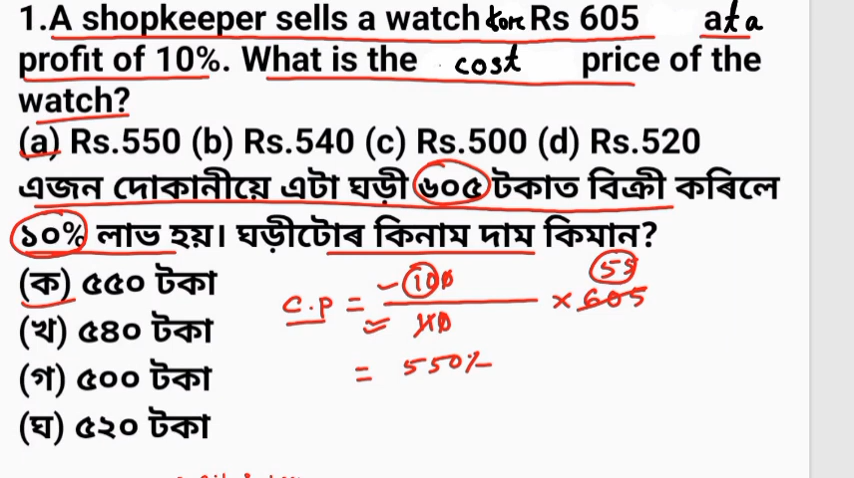 1.A shopkeeper sells a watch for Rs 605 at a
profit of 10%. What is the cost price of the
watch?
(a) Rs.550 (b) Rs.540 (c) Rs.500 (d) Rs.520
এজন দোকানীয়ে এটা ঘড়ী ৬০৫ টকাত বিক্ৰী কৰিলে
১০% লাভ হয়। ঘড়ীটোৰ কিনাম দাম কিমান?
(ক) ৫৫০ টকা
(খ) ৫৪০ টকা
(গ) ৫০০ টকা
(ঘ) ৫২০ টকা
55
C.P = 100 × 605
110
= 550/-